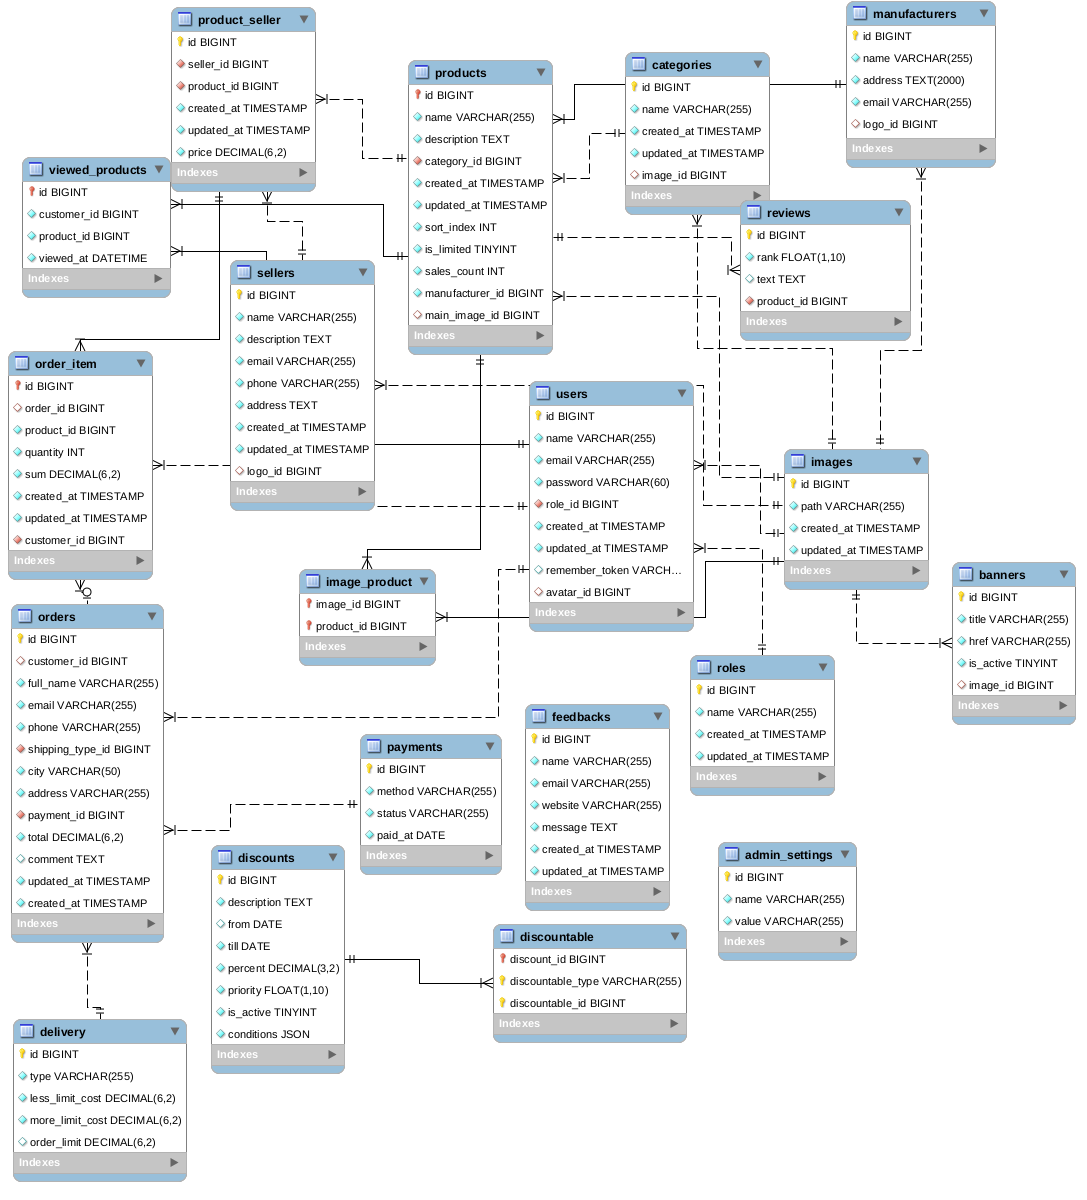 product_seller
id BIGINT
seller_id BIGINT
product_id BIGINT
created_at TIMESTAMP
updated_at TIMESTAMP
price DECIMAL(6,2)
Indexes
manufacturers
id BIGINT
name VARCHAR(255)
address TEXT(2000)
email VARCHAR(255)
logo_id BIGINT
Indexes
products
id BIGINT
name VARCHAR(255)
description TEXT
category_id BIGINT
created_at TIMESTAMP
updated_at TIMESTAMP
sort_index INT
is_limited TINYINT
sales_count INT
manufacturer_id BIGINT
main_image_id BIGINT
Indexes
categories
id BIGINT
name VARCHAR(255)
created_at TIMESTAMP
updated_at TIMESTAMP
image_id BIGINT
Indexes
viewed_products
id BIGINT
customer_id BIGINT
product_id BIGINT
viewed_at DATETIME
Indexes
reviews
id BIGINT
rank FLOAT(1,10)
text TEXT
product_id BIGINT
Indexes
sellers
id BIGINT
name VARCHAR(255)
description TEXT
email VARCHAR(255)
phone VARCHAR(255)
address TEXT
created_at TIMESTAMP
updated_at TIMESTAMP
logo_id BIGINT
Indexes
order_item
id BIGINT
order_id BIGINT
product_id BIGINT
quantity INT
sum DECIMAL(6,2)
created_at TIMESTAMP
updated_at TIMESTAMP
customer_id BIGINT
Indexes
users
id BIGINT
name VARCHAR(255)
email VARCHAR(255)
password VARCHAR(60)
role_id BIGINT
created_at TIMESTAMP
updated_at TIMESTAMP
remember_token VARCH...
avatar_id BIGINT
Indexes
images
id BIGINT
path VARCHAR(255)
created_at TIMESTAMP
updated_at TIMESTAMP
Indexes
image_product
image_id BIGINT
product_id BIGINT
Indexes
banners
id BIGINT
title VARCHAR(255)
href VARCHAR(255)
is_active TINYINT
image_id BIGINT
Indexes
orders
id BIGINT
customer_id BIGINT
full_name VARCHAR(255)
email VARCHAR(255)
phone VARCHAR(255)
shipping_type_id BIGINT
city VARCHAR(50)
address VARCHAR(255)
payment_id BIGINT
total DECIMAL(6,2)
comment TEXT
updated_at TIMESTAMP
created_at TIMESTAMP
Indexes
roles
id BIGINT
name VARCHAR(255)
created_at TIMESTAMP
updated_at TIMESTAMP
Indexes
feedbacks
id BIGINT
name VARCHAR(255)
email VARCHAR(255)
website VARCHAR(255)
message TEXT
created_at TIMESTAMP
updated_at TIMESTAMP
Indexes
payments
id BIGINT
method VARCHAR(255)
status VARCHAR(255)
paid_at DATE
Indexes
discounts
id BIGINT
description TEXT
from DATE
till DATE
percent DECIMAL(3,2)
priority FLOAT(1,10)
is_active TINYINT
conditions JSON
Indexes
admin_settings
id BIGINT
name VARCHAR(255)
value VARCHAR(255)
Indexes
discountable
discount_id BIGINT
discountable_type VARCHAR(255)
discountable_id BIGINT
Indexes
delivery
id BIGINT
type VARCHAR(255)
less_limit_cost DECIMAL(6,2)
more_limit_cost DECIMAL(6,2)
order_limit DECIMAL(6,2)
Indexes